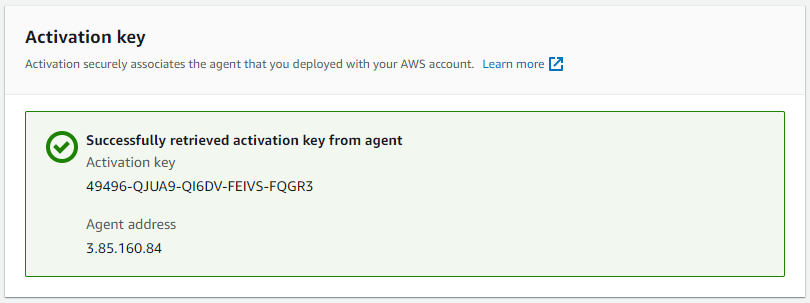 Activation key
Activation securely associates the agent that you deployed with your AWS account. Learn more
Successfully retrieved activation key from agent
Activation key
49496-QJUA9-QI6DV-FEIVS-FQGR3
Agent address
3.85.160.84